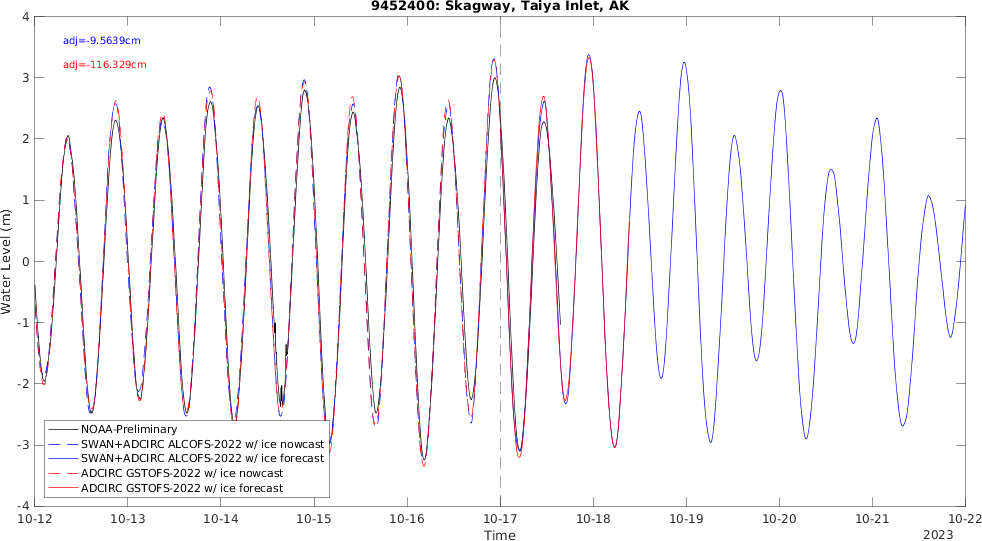 9452400: Skagway, Taiya Inlet, AK
4
adj=-9.5639cm
adj=-116.329cm
3
2
1
0
-1
-2
-3
-4
Water Level (m)
NOAA-Preliminary
SWAN+ADCIRC ALCOFS-2022 w/ ice nowcast
SWAN+ADCIRC ALCOFS-2022 w/ ice forecast
ADCIRC GSTOFS-2022 w/ ice nowcast
ADCIRC GSTOFS-2022 w/ ice forecast
10-12 10-13 10-14 10-15 10-16 10-17 10-18 10-19 10-20 10-21 10-22
Time
2023